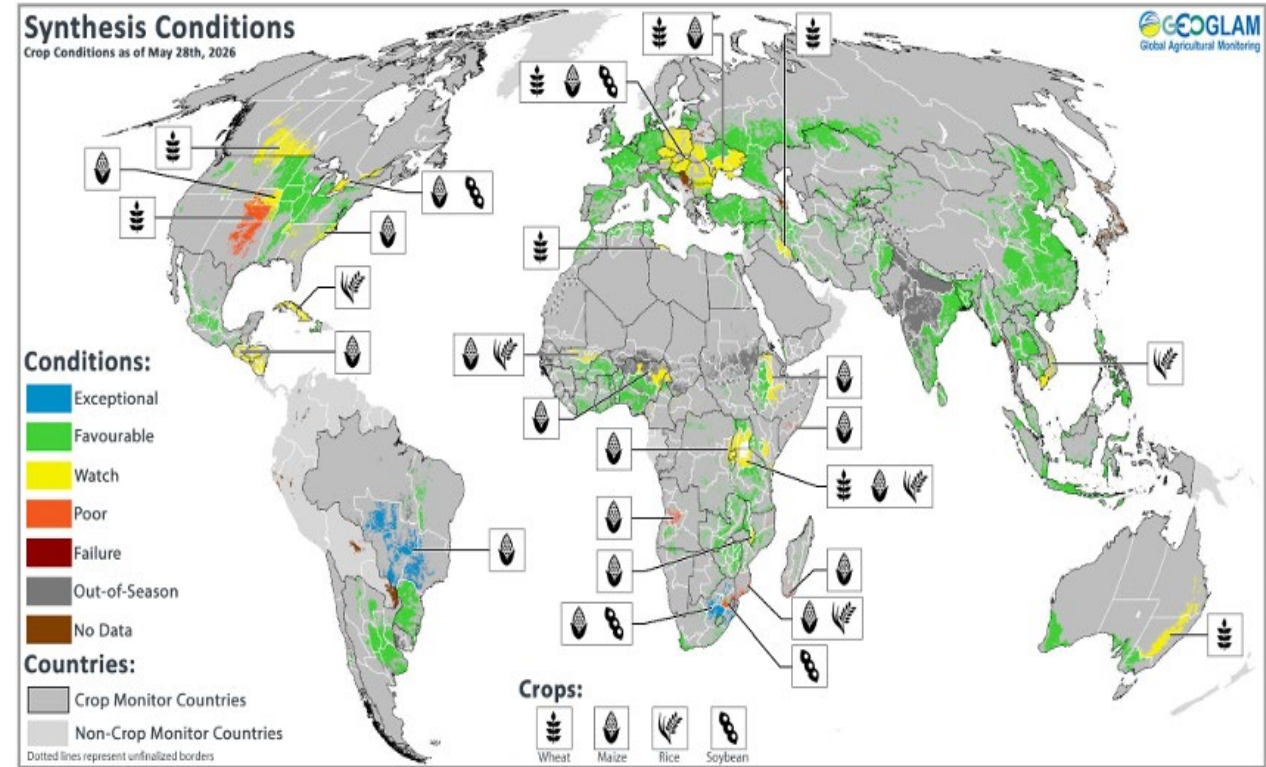 Synthesis Conditions
Crop Conditions as of May 28th, 2026
GEOGLAM
Global Agricultural Monitoring
Conditions:
Exceptional
Favourable
Watch
Poor
Failure
Out-of-Season
No Data
Countries:
Crop Monitor Countries
Non-Crop Monitor Countries
Dotted lines represent unfinalized borders
Crops:
Wheat
Maize
Rice
Soybean